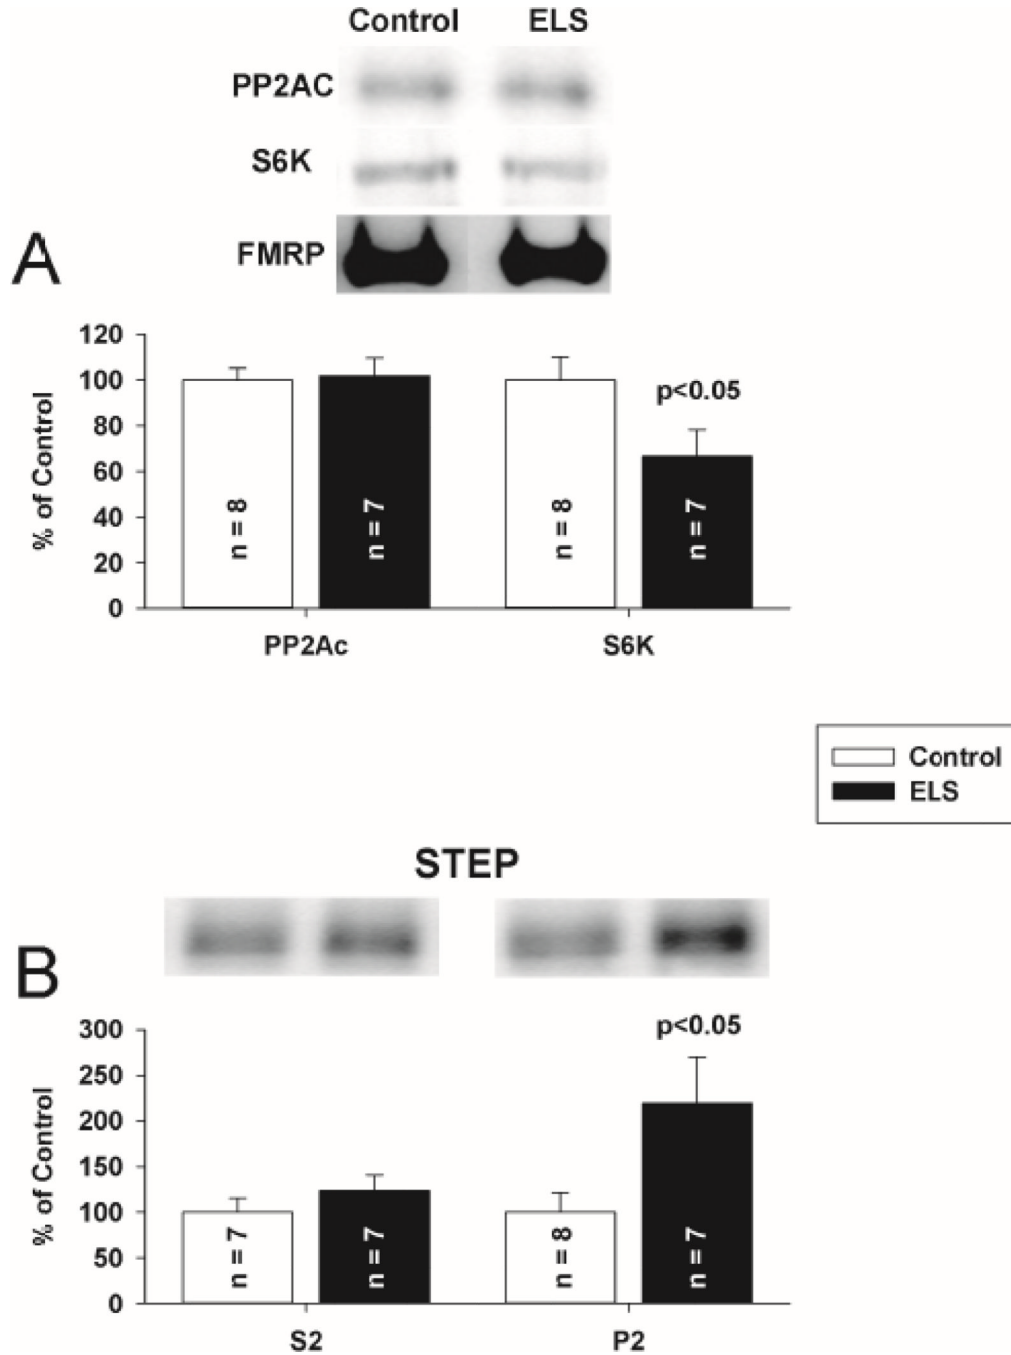 Control ELS
PP2AC
S6K
FMRP
A
120
100
80
60
40
20
0
% of Control
n = 8
n = 7
n = 8
p<0.05
n = 7
PP2Ac S6K
Control
ELS
STEP
B
300
250
200
150
100
50
0
% of Control
n = 7
n = 7
n = 8
p<0.05
n = 7
S2 P2